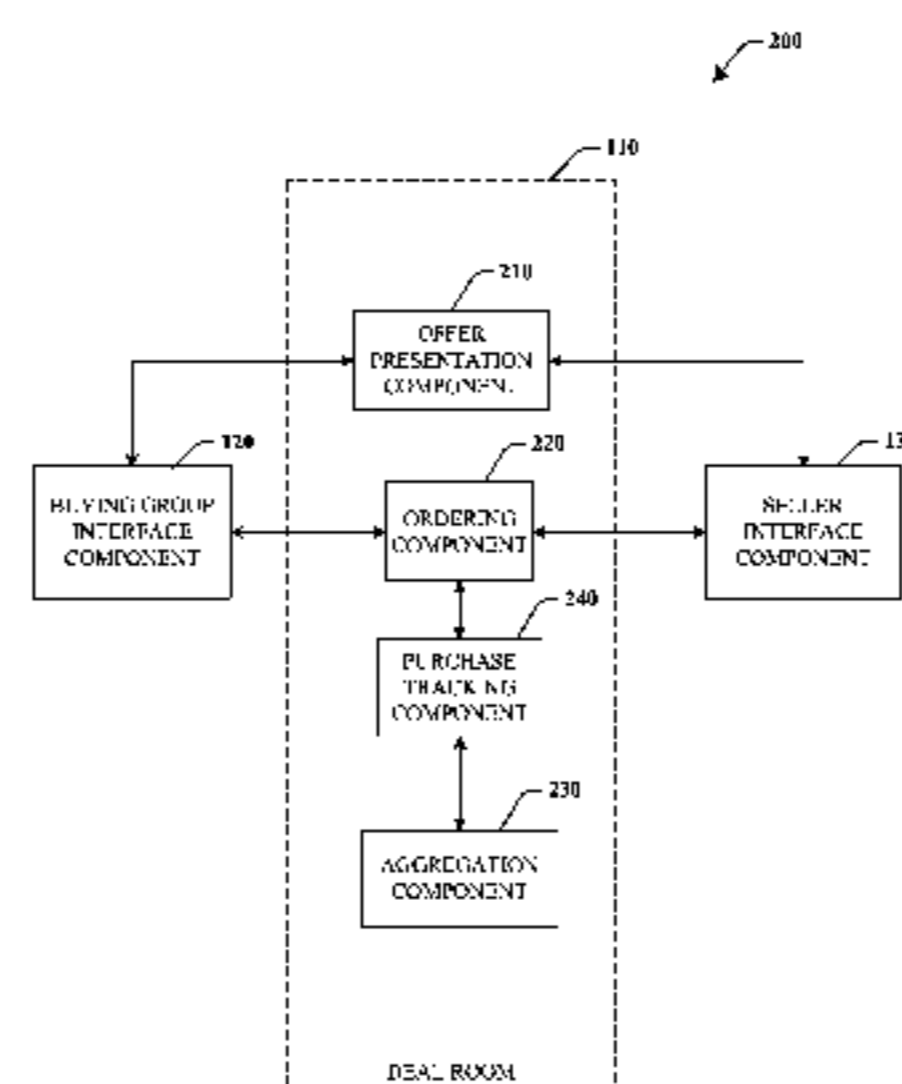 200
110
210
OFFER
PRESENTATION
COMPONENT
120
220
13
BUYING GROUP
INTERFACE
COMPONENT
ORDERING
COMPONENT
SELLER
INTERFACE
COMPONENT
240
PURCHASE
TRACKING
COMPONENT
230
AGGREGATION
COMPONENT
DEAL ROOM